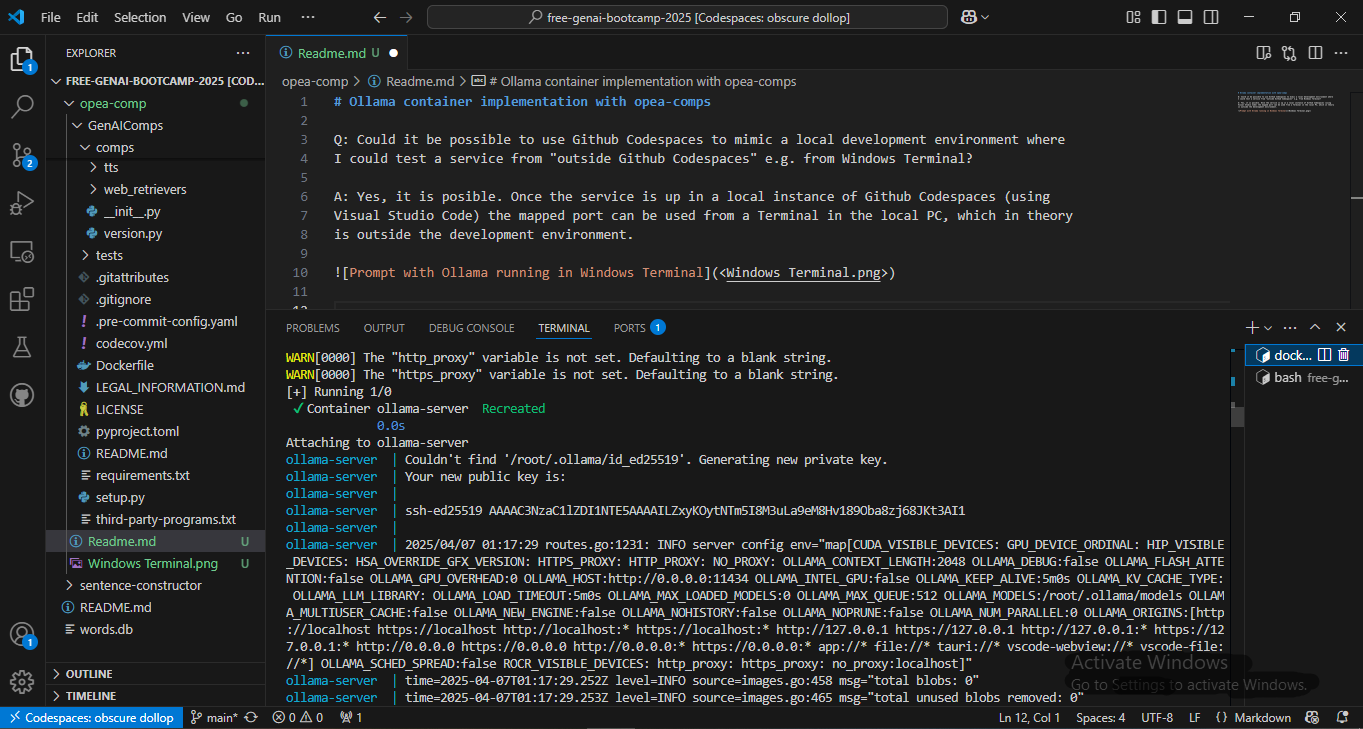 File Edit Selection View Go Run ···
free-genai-bootcamp-2025 [Codespaces: obscure dollop]
EXPLORER ···
FREE-GENAI-BOOTCAMP-2025 [COD...
opea-comp
GenAIComps
comps
tts
web_retrievers
__init__.py
version.py
tests
.gitattributes
.gitignore
.pre-commit-config.yaml
codecov.yml
Dockerfile
LEGAL_INFORMATION.md
LICENSE
pyproject.toml
README.md
requirements.txt
setup.py
third-party-programs.txt
Readme.md U
Windows Terminal.png U
sentence-constructor
README.md
words.db
OUTLINE
TIMELINE
1
2
1
Readme.md U
opea-comp > Readme.md > # Ollama container implementation with opea-comps
1 # Ollama container implementation with opea-comps
2
3 Q: Could it be possible to use Github Codespaces to mimic a local development environment where
4 I could test a service from "outside Github Codespaces" e.g. from Windows Terminal?
5
6 A: Yes, it is posible. Once the service is up in a local instance of Github Codespaces (using
7 Visual Studio Code) the mapped port can be used from a Terminal in the local PC, which in theory
8 is outside the development environment.
9
10 ![Prompt with Ollama running in Windows Terminal](<Windows Terminal.png>)
11
12
PROBLEMS OUTPUT DEBUG CONSOLE TERMINAL PORTS 1
WARN[0000] The "http_proxy" variable is not set. Defaulting to a blank string.
WARN[0000] The "https_proxy" variable is not set. Defaulting to a blank string.
[+] Running 1/0
✓ Container ollama-server Recreated
0.0s
Attaching to ollama-server
ollama-server | Couldn't find '/root/.ollama/id_ed25519'. Generating new private key.
ollama-server | Your new public key is:
ollama-server |
ollama-server | ssh-ed25519 AAAAC3NzaC1lZDI1NTE5AAAAILZxyKOytNTm5I8M3uLa9eM8Hv189Oba8zj68JKt3AI1
ollama-server |
ollama-server | 2025/04/07 01:17:29 routes.go:1231: INFO server config env="map[CUDA_VISIBLE_DEVICES: GPU_DEVICE_ORDINAL: HIP_VISIBLE
_DEVICES: HSA_OVERRIDE_GFX_VERSION: HTTPS_PROXY: HTTP_PROXY: NO_PROXY: OLLAMA_CONTEXT_LENGTH:2048 OLLAMA_DEBUG:false OLLAMA_FLASH_ATTE
NTION:false OLLAMA_GPU_OVERHEAD:0 OLLAMA_HOST:http://0.0.0.0:11434 OLLAMA_INTEL_GPU:false OLLAMA_KEEP_ALIVE:5m0s OLLAMA_KV_CACHE_TYPE:
OLLAMA_LLM_LIBRARY: OLLAMA_LOAD_TIMEOUT:5m0s OLLAMA_MAX_LOADED_MODELS:0 OLLAMA_MAX_QUEUE:512 OLLAMA_MODELS:/root/.ollama/models OLLAM
A_MULTIUSER_CACHE:false OLLAMA_NEW_ENGINE:false OLLAMA_NOHISTORY:false OLLAMA_NOPRUNE:false OLLAMA_NUM_PARALLEL:0 OLLAMA_ORIGINS:[http
://localhost https://localhost http://localhost:* https://localhost:* http://127.0.0.1 https://127.0.0.1 http://127.0.0.1:* https://12
7.0.0.1:* http://0.0.0.0 https://0.0.0.0 http://0.0.0.0:* https://0.0.0.0:* app://* file://* tauri://* vscode-webview://* vscode-file:
//*] OLLAMA_SCHED_SPREAD:false ROCR_VISIBLE_DEVICES: http_proxy: https_proxy: no_proxy:localhost]"
ollama-server | time=2025-04-07T01:17:29.252Z level=INFO source=images.go:458 msg="total blobs: 0"
ollama-server | time=2025-04-07T01:17:29.253Z level=INFO source=images.go:465 msg="total unused blobs removed: 0"
dock...
bash free-g...
Activate Windows
Go to Settings to activate Windows.
Codespaces: obscure dollop main* 0 0 1
Ln 12, Col 1 Spaces: 4 UTF-8 LF {} Markdown